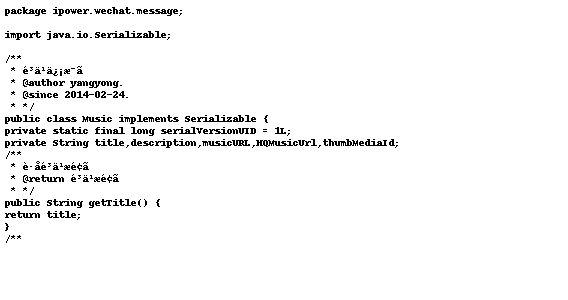 package ipower.wechat.message;

import java.io.Serializable;

/**
 * é³ä¹ä¿¡æ¯ã
 * @author yangyong.
 * @since 2014-02-24.
 * */
public class Music implements Serializable {
private static final long serialVersionUID = 1L;
private String title,description,musicURL,HQMusicUrl,thumbMediaId;
/**
 * è·åé³ä¹æé¢ã
 * @return é³ä¹æé¢ã
 * */
public String getTitle() {
return title;
}
/**